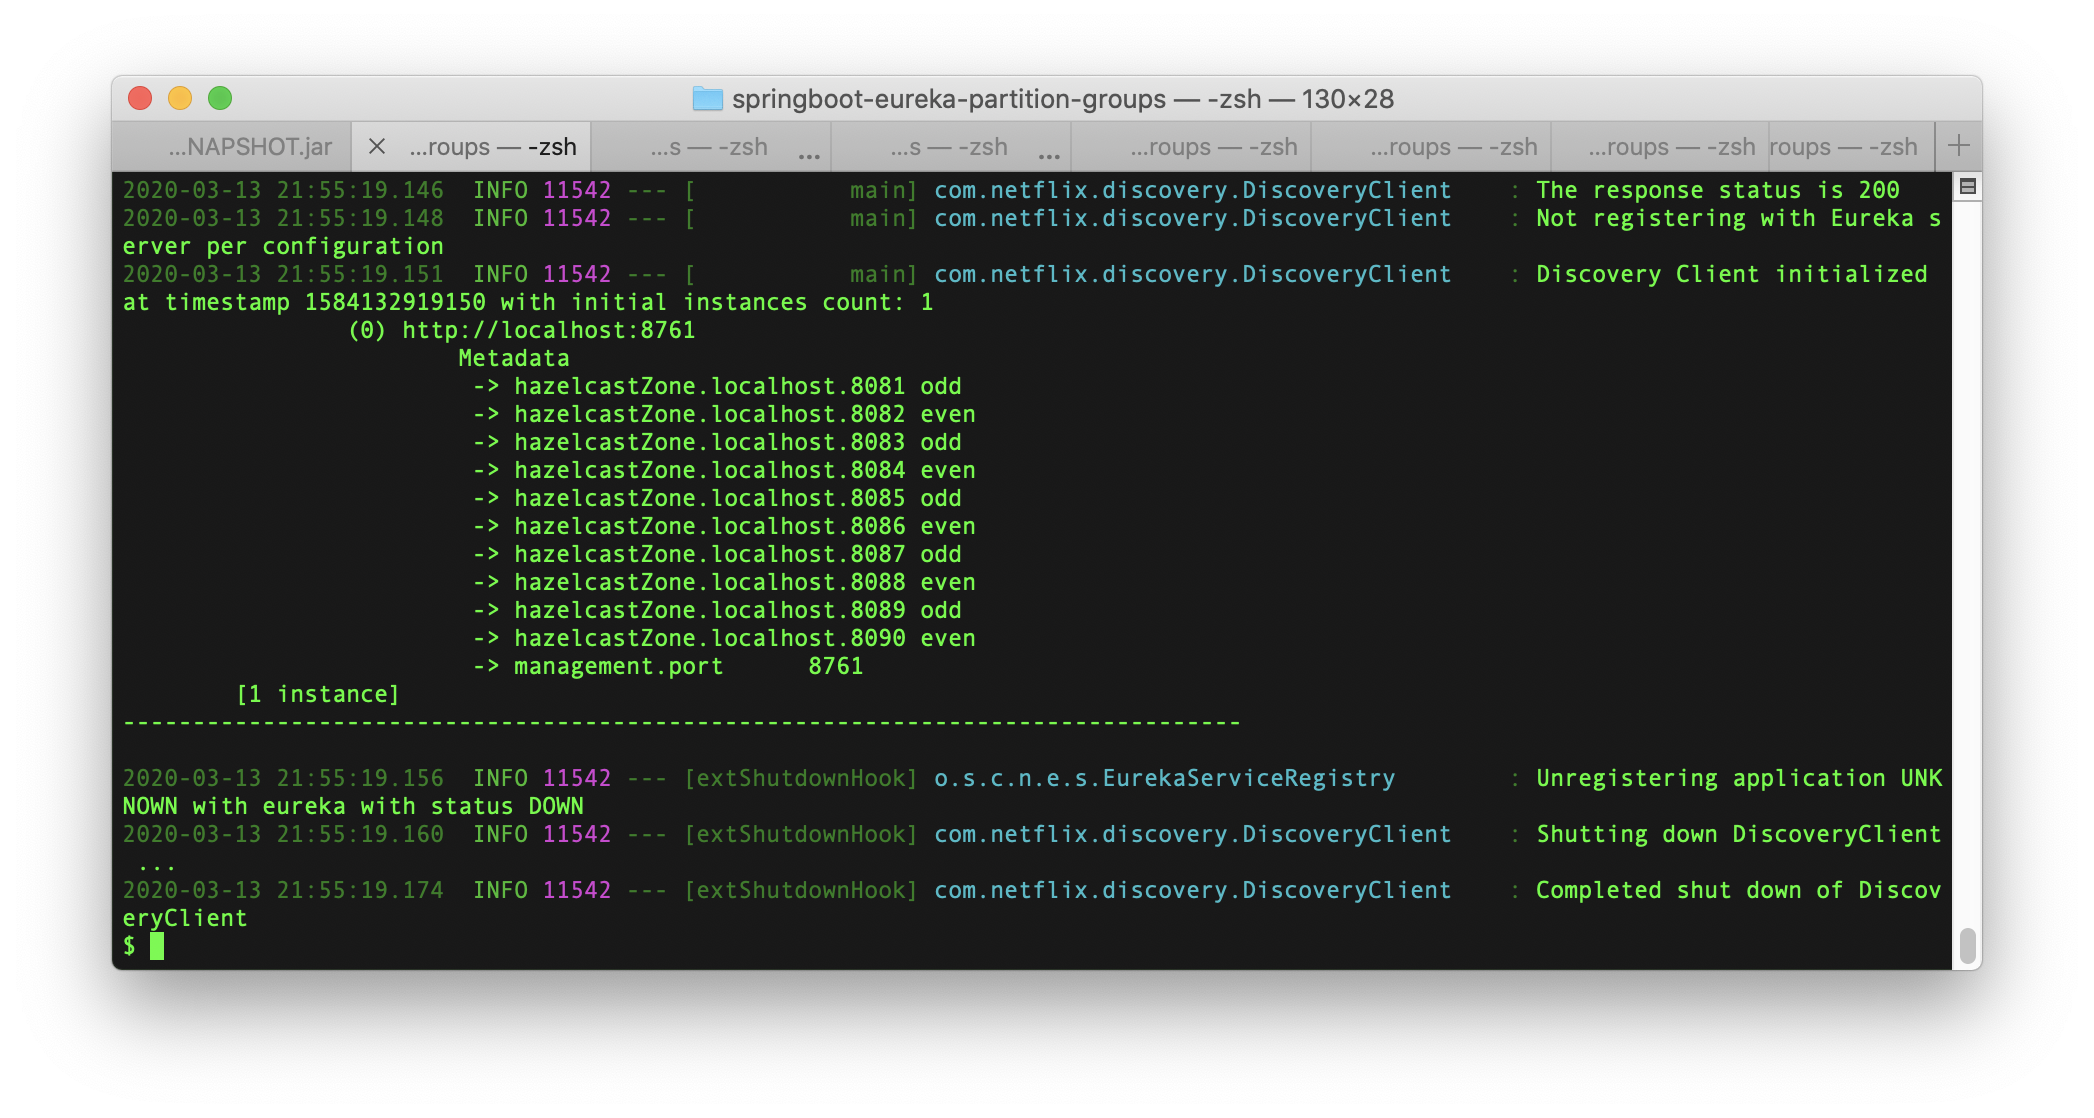 springboot-eureka-partition-groups — -zsh — 130×28
...NAPSHOT.jar ...roups — -zsh ...s — -zsh ... ...s — -zsh ... ...roups — -zsh ...roups — -zsh ...roups — -zsh roups — -zsh
2020-03-13 21:55:19.146  INFO 11542 --- [           main] com.netflix.discovery.DiscoveryClient    : The response status is 200
2020-03-13 21:55:19.148  INFO 11542 --- [           main] com.netflix.discovery.DiscoveryClient    : Not registering with Eureka s
erver per configuration
2020-03-13 21:55:19.151  INFO 11542 --- [           main] com.netflix.discovery.DiscoveryClient    : Discovery Client initialized
at timestamp 1584132919150 with initial instances count: 1
                (0) http://localhost:8761
                        Metadata
                         -> hazelcastZone.localhost.8081 odd
                         -> hazelcastZone.localhost.8082 even
                         -> hazelcastZone.localhost.8083 odd
                         -> hazelcastZone.localhost.8084 even
                         -> hazelcastZone.localhost.8085 odd
                         -> hazelcastZone.localhost.8086 even
                         -> hazelcastZone.localhost.8087 odd
                         -> hazelcastZone.localhost.8088 even
                         -> hazelcastZone.localhost.8089 odd
                         -> hazelcastZone.localhost.8090 even
                         -> management.port      8761
        [1 instance]
--------------------------------------------------------------------------------
2020-03-13 21:55:19.156  INFO 11542 --- [extShutdownHook] o.s.c.n.e.s.EurekaServiceRegistry        : Unregistering application UNK
NOWN with eureka with status DOWN
2020-03-13 21:55:19.160  INFO 11542 --- [extShutdownHook] com.netflix.discovery.DiscoveryClient    : Shutting down DiscoveryClient
 ...
2020-03-13 21:55:19.174  INFO 11542 --- [extShutdownHook] com.netflix.discovery.DiscoveryClient    : Completed shut down of Discov
eryClient
$